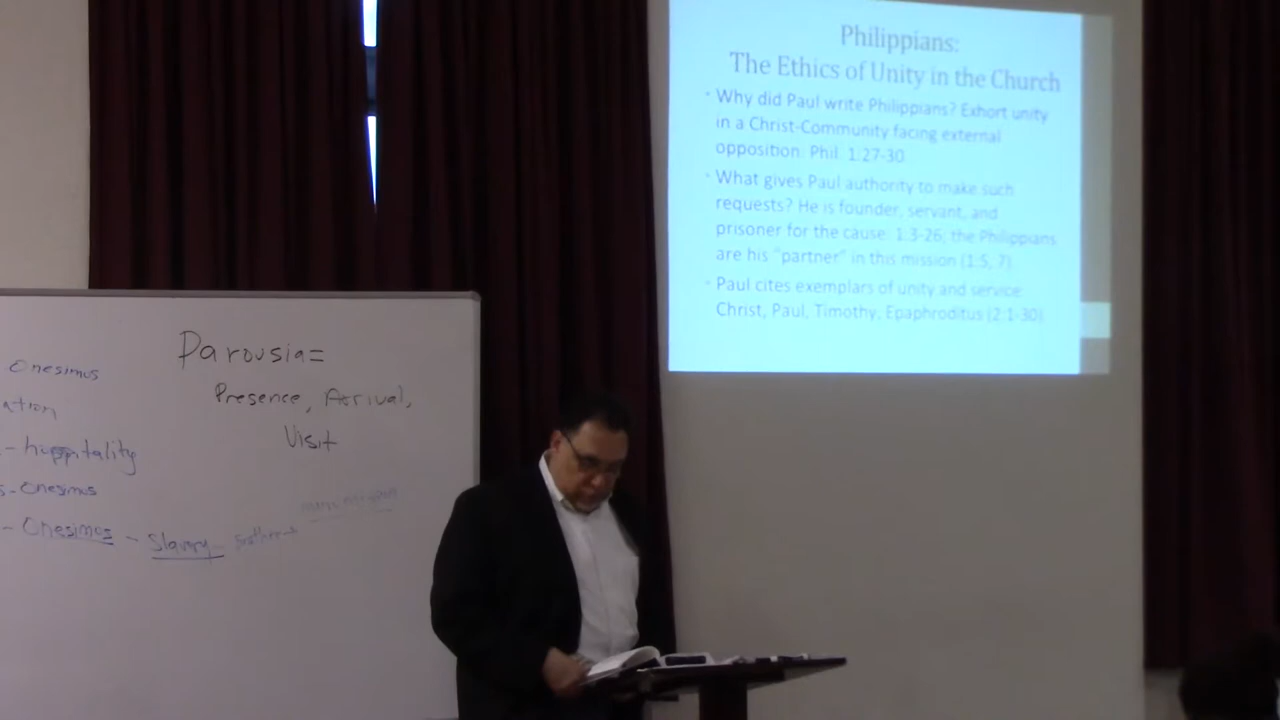 Philippians:
The Ethics of Unity in the Church
• Why did Paul write Philippians? Exhort unity
in a Christ-Community facing external
opposition: Phil. 1:27-30
• What gives Paul authority to make such
requests? He is founder, servant, and
prisoner for the cause: 1:3-26; the Philippians
are his "partner" in this mission (1:5, 7)
• Paul cites exemplars of unity and service:
Christ, Paul, Timothy, Epaphroditus (2:1-30)
Parousia=
Presence, Arrival,
Visit
Onesimus
ation
- hospitality
s - Onesimus
- Onesimos - Slavery